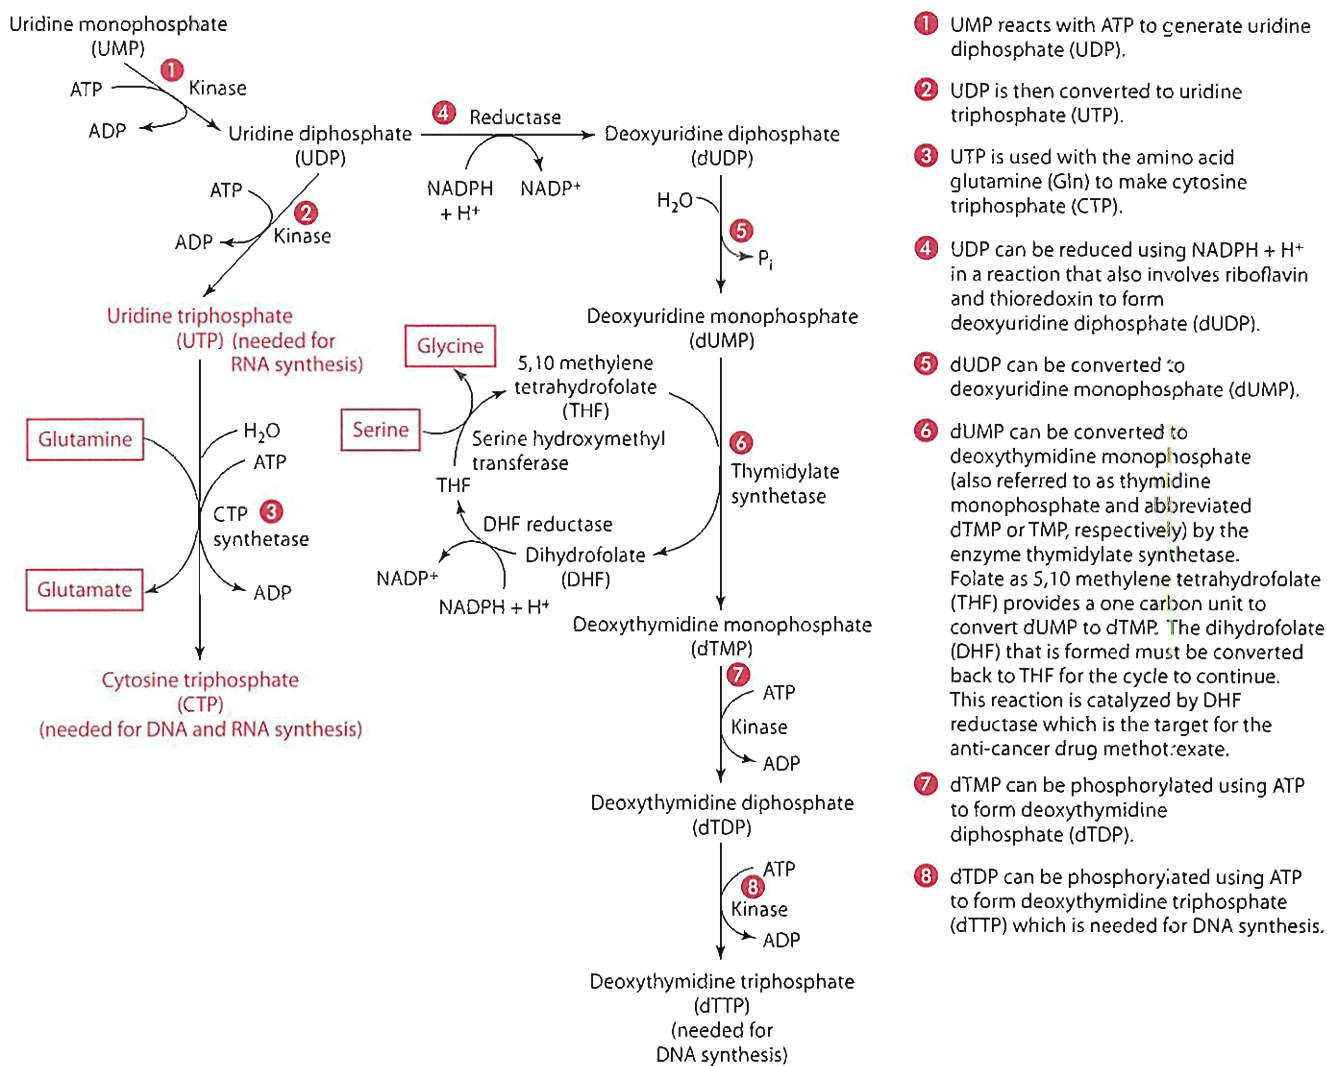 Uridine monophosphate
(UMP)
1
ATP
Kinase
ADP
Uridine diphosphate
(UDP)
4
Reductase
NADPH
+ H+
NADP+
Deoxyuridine diphosphate
(dUDP)
ATP
2
Kinase
ADP
H2O
5
Pi
Uridine triphosphate
(UTP) (needed for
RNA synthesis)
Deoxyuridine monophosphate
(dUMP)
Glycine
5,10 methylene
tetrahydrofolate
(THF)
Serine
Serine hydroxymethyl
transferase
THF
6
Thymidylate
synthetase
DHF reductase
Dihydrofolate
(DHF)
NADP+
NADPH + H+
Glutamine
H2O
ATP
CTP 3
synthetase
Glutamate
ADP
Cytosine triphosphate
(CTP)
(needed for DNA and RNA synthesis)
Deoxythymidine monophosphate
(dTMP)
7
ATP
Kinase
ADP
Deoxythymidine diphosphate
(dTDP)
ATP
8
Kinase
ADP
Deoxythymidine triphosphate
(dTTP)
(needed for
DNA synthesis)
1 UMP reacts with ATP to generate uridine
diphosphate (UDP).
2 UDP is then converted to uridine
triphosphate (UTP).
3 UTP is used with the amino acid
glutamine (Gln) to make cytosine
triphosphate (CTP).
4 UDP can be reduced using NADPH + H+
in a reaction that also involves riboflavin
and thioredoxin to form
deoxyuridine diphosphate (dUDP).
5 dUDP can be converted to
deoxyuridine monophosphate (dUMP).
6 dUMP can be converted to
deoxythymidine monophosphate
(also referred to as thymidine
monophosphate and abbreviated
dTMP or TMP, respectively) by the
enzyme thymidylate synthetase.
Folate as 5,10 methylene tetrahydrofolate
(THF) provides a one carbon unit to
convert dUMP to dTMP. The dihydrofolate
(DHF) that is formed must be converted
back to THF for the cycle to continue.
This reaction is catalyzed by DHF
reductase which is the target for the
anti-cancer drug methotrexate.
7 dTMP can be phosphorylated using ATP
to form deoxythymidine
diphosphate (dTDP).
8 dTDP can be phosphorylated using ATP
to form deoxythymidine triphosphate
(dTTP) which is needed for DNA synthesis.